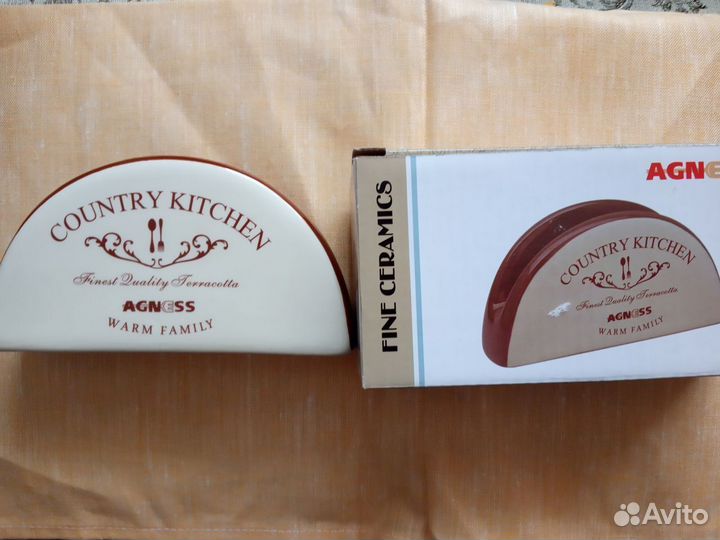 COUNTRY KITCHEN
Finest Quality Terracotta
AGNESS
WARM FAMILY
FINE CERAMICS
AGNE
COUNTRY KITCHEN
Finest Quality Terracotta
AGNESS
WARM FAMILY
Avito